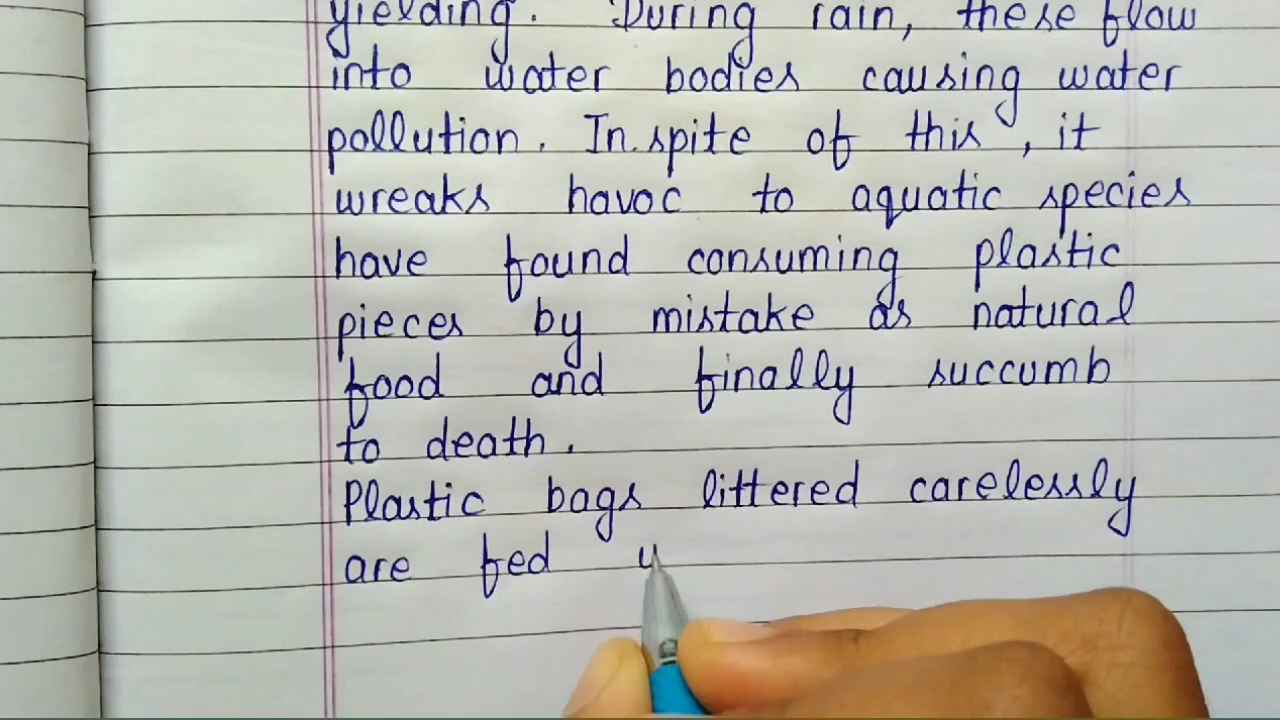 yielding. During rain, these flow
into water bodies causing water
pollution. In spite of this, it
wreaks havoc to aquatic species
have found consuming plastic
pieces by mistake as natural
food and finally succumb
to death.
Plastic bags littered carelessly
are fed u